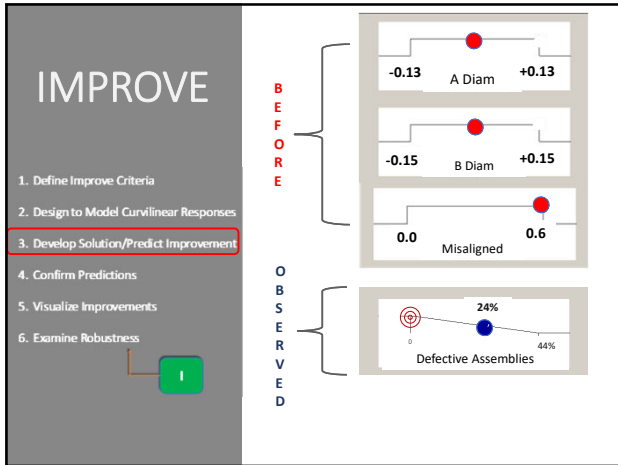 IMPROVE
1. Define Improve Criteria
2. Design to Model Curvilinear Responses
3. Develop Solution/Predict Improvement
4. Confirm Predictions
5. Visualize Improvements
6. Examine Robustness
I
B
E
F
O
R
E
-0.13
A Diam
+0.13
-0.15
B Diam
+0.15
0.0
Misaligned
0.6
O
B
S
E
R
V
E
D
24%
0
44%
Defective Assemblies